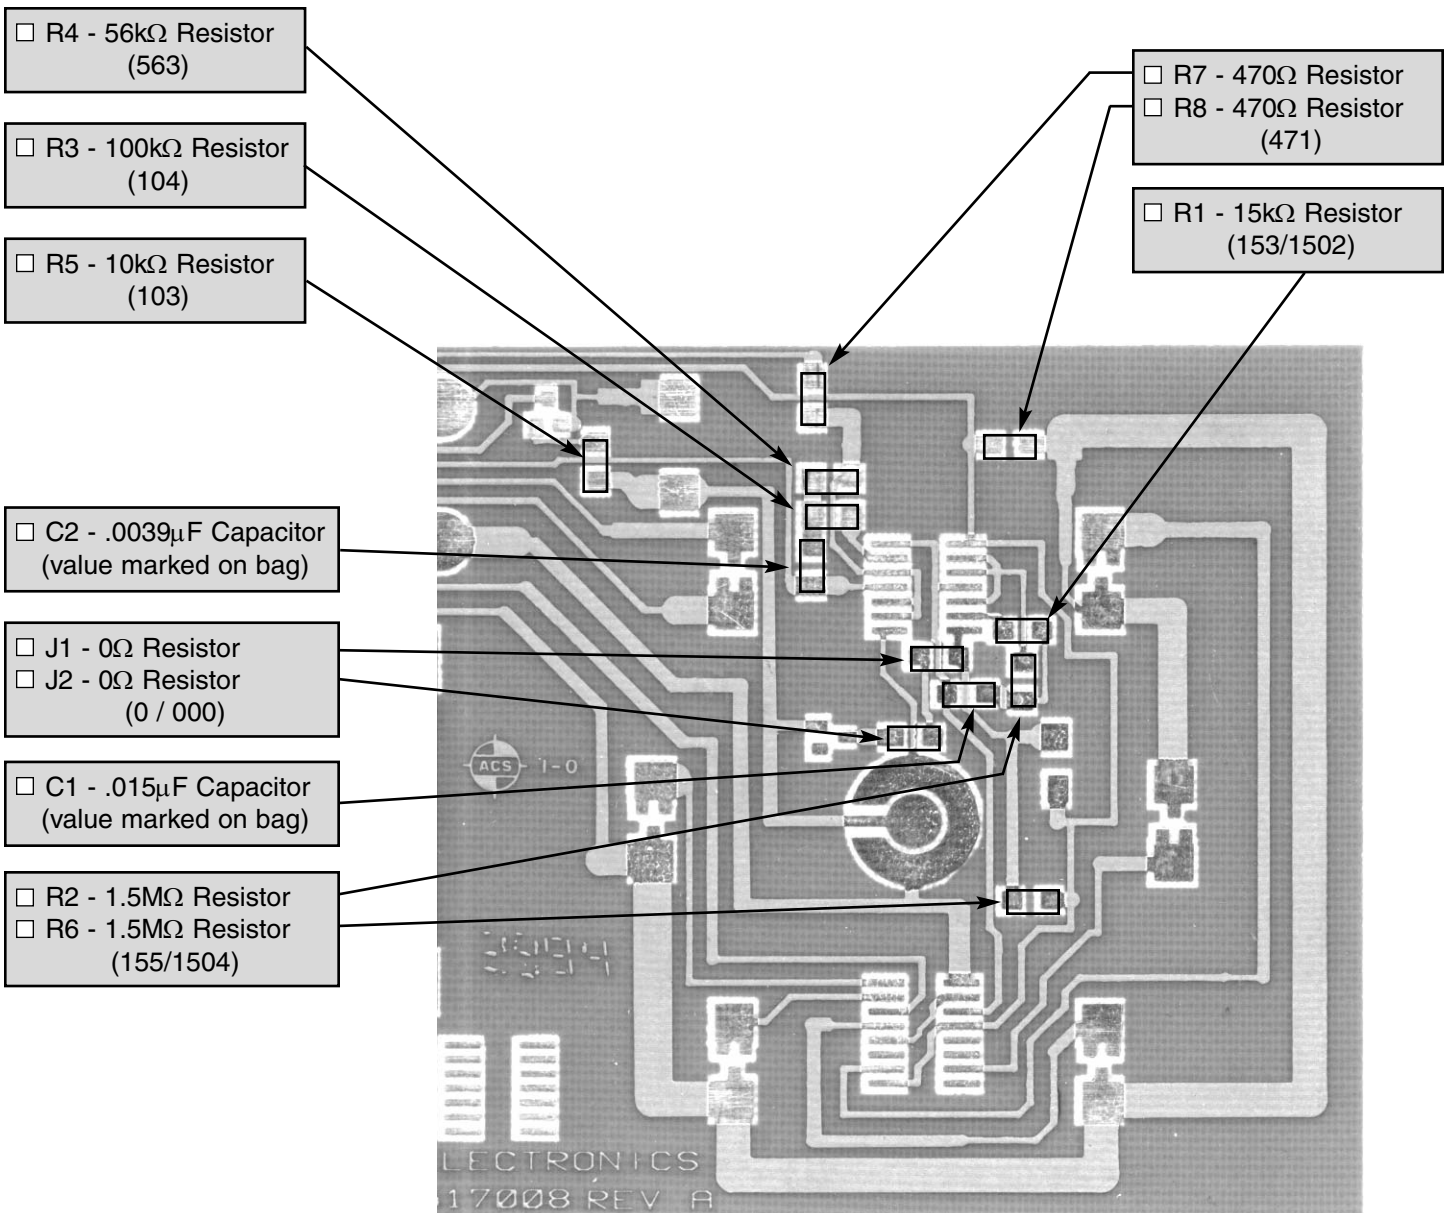 ☐ R4 - 56kΩ Resistor
(563)
☐ R3 - 100kΩ Resistor
(104)
☐ R5 - 10kΩ Resistor
(103)
☐ C2 - .0039μF Capacitor
(value marked on bag)
☐ J1 - 0Ω Resistor
☐ J2 - 0Ω Resistor
(0 / 000)
☐ C1 - .015μF Capacitor
(value marked on bag)
☐ R2 - 1.5MΩ Resistor
☐ R6 - 1.5MΩ Resistor
(155/1504)
☐ R7 - 470Ω Resistor
☐ R8 - 470Ω Resistor
(471)
☐ R1 - 15kΩ Resistor
(153/1502)
ACS 1-0
LECTRONICS
17008 REV A